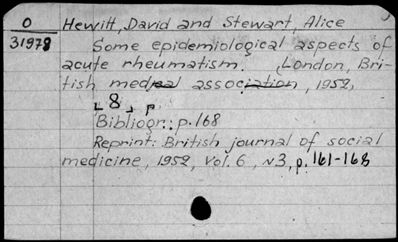 O Hewitt, David and Stewart, Alice
31978 Some epidemiological aspects of
acute rheumatism. London, Bri-
tish medical association, 1952,
[8] p
Bibliogr.: p. 168
Reprint: British journal of social
medicine, 1952, Vol. 6, N3, p. 161-168